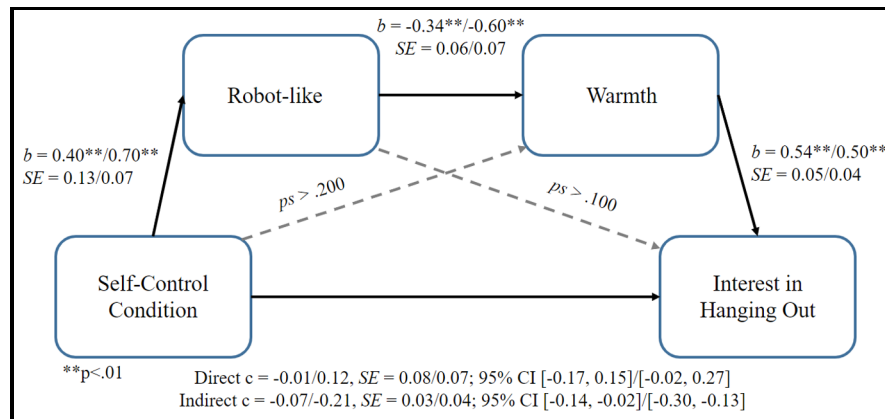 b = -0.34**/-0.60**
SE = 0.06/0.07
Robot-like
Warmth
b = 0.40**/0.70**
SE = 0.13/0.07
b = 0.54**/0.50**
SE = 0.05/0.04
ps > .200
ps > .100
Self-Control
Condition
Interest in
Hanging Out
**p<.01
Direct c = -0.01/0.12, SE = 0.08/0.07; 95% CI [-0.17, 0.15]/[-0.02, 0.27]
Indirect c = -0.07/-0.21, SE = 0.03/0.04; 95% CI [-0.14, -0.02]/[-0.30, -0.13]